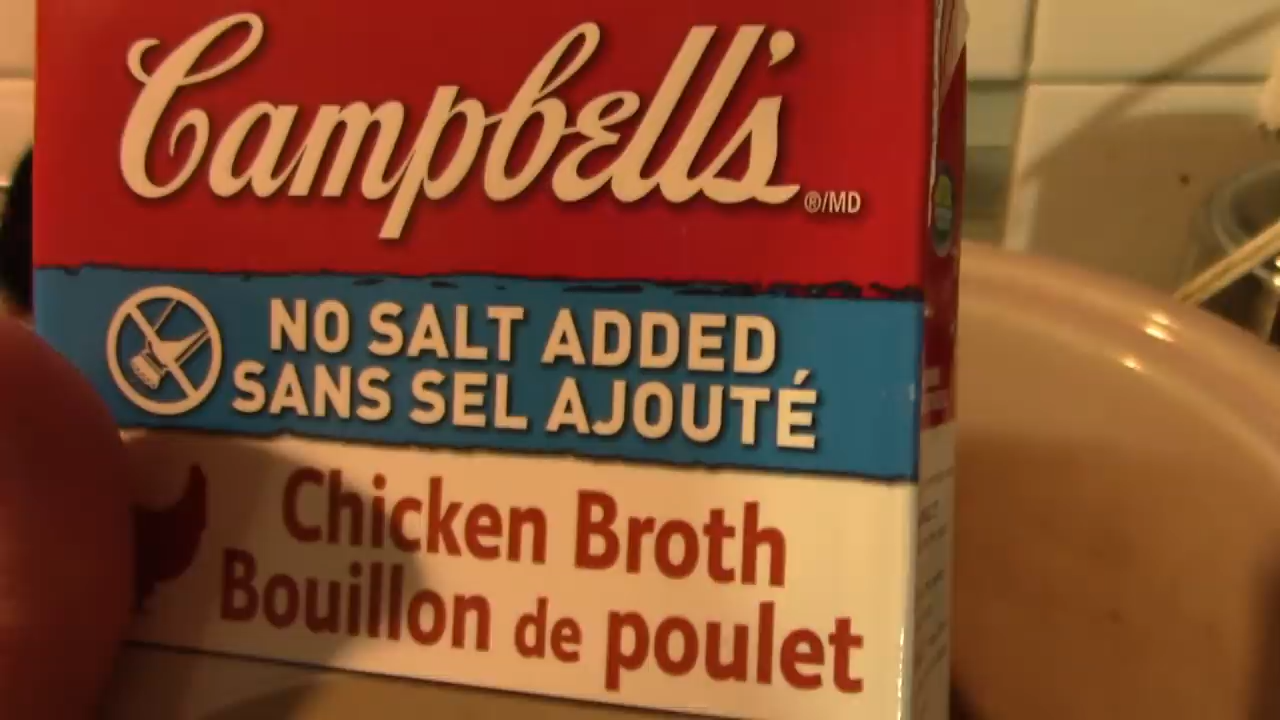 Campbell's
®/MD
NO SALT ADDED
SANS SEL AJOUTÉ
Chicken Broth
Bouillon de poulet